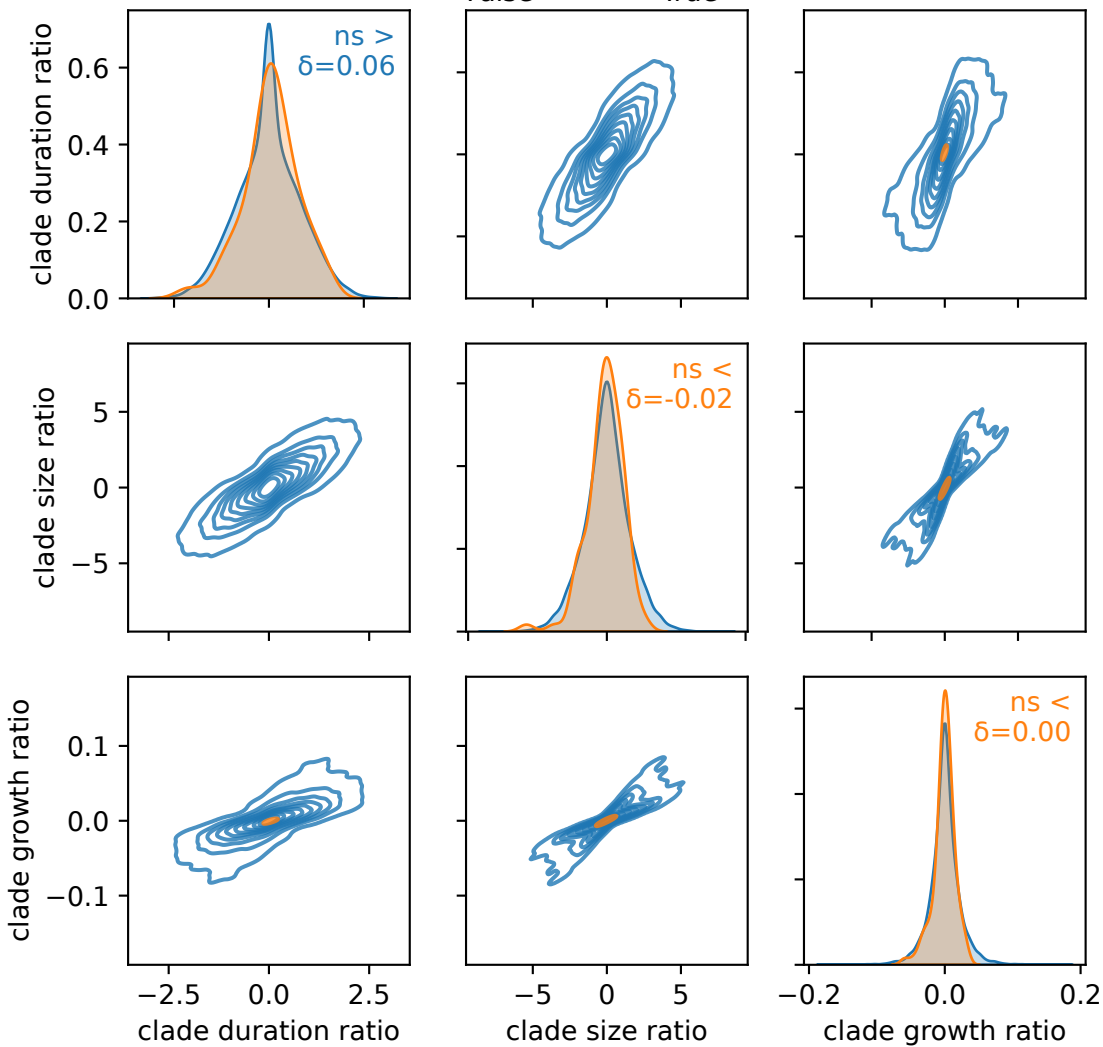 ns >
δ=0.06
clade duration ratio
0.6
0.4
0.2
0.0
ns <
δ=-0.02
clade size ratio
5
0
−5
ns <
δ=0.00
clade growth ratio
0.1
0.0
−0.1
−2.5 0.0 2.5
−5 0 5
−0.2 0.0 0.2
clade duration ratio
clade size ratio
clade growth ratio